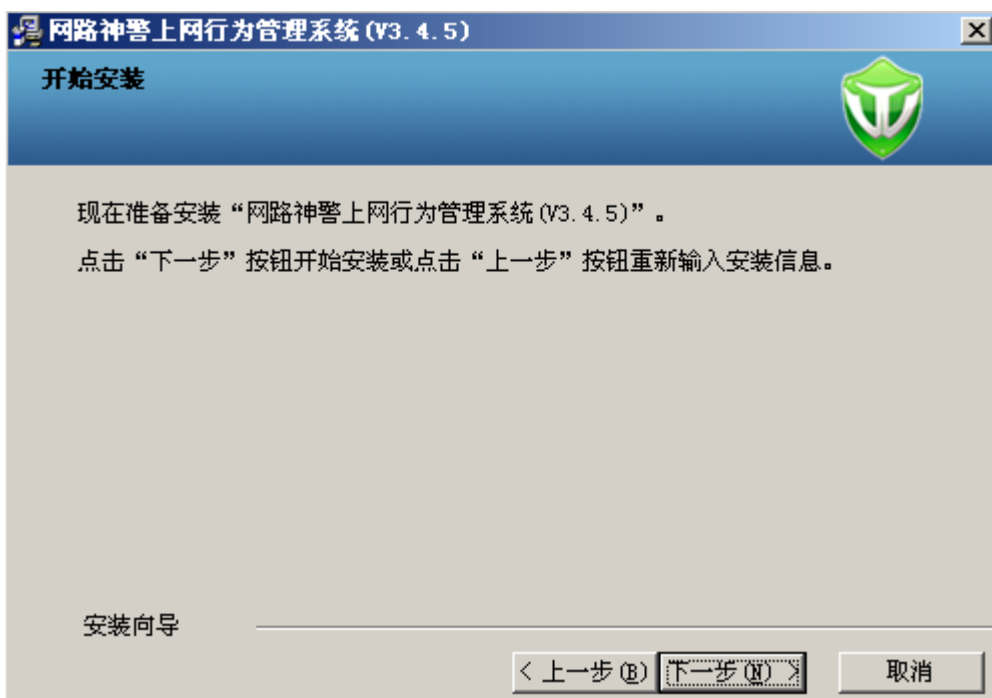 网路神警上网行为管理系统(V3.4.5)
开始安装
现在准备安装“网路神警上网行为管理系统(V3.4.5)”。
点击“下一步”按钮开始安装或点击“上一步”按钮重新输入安装信息。
安装向导
< 上一步(B) 下一步(N) > 取消